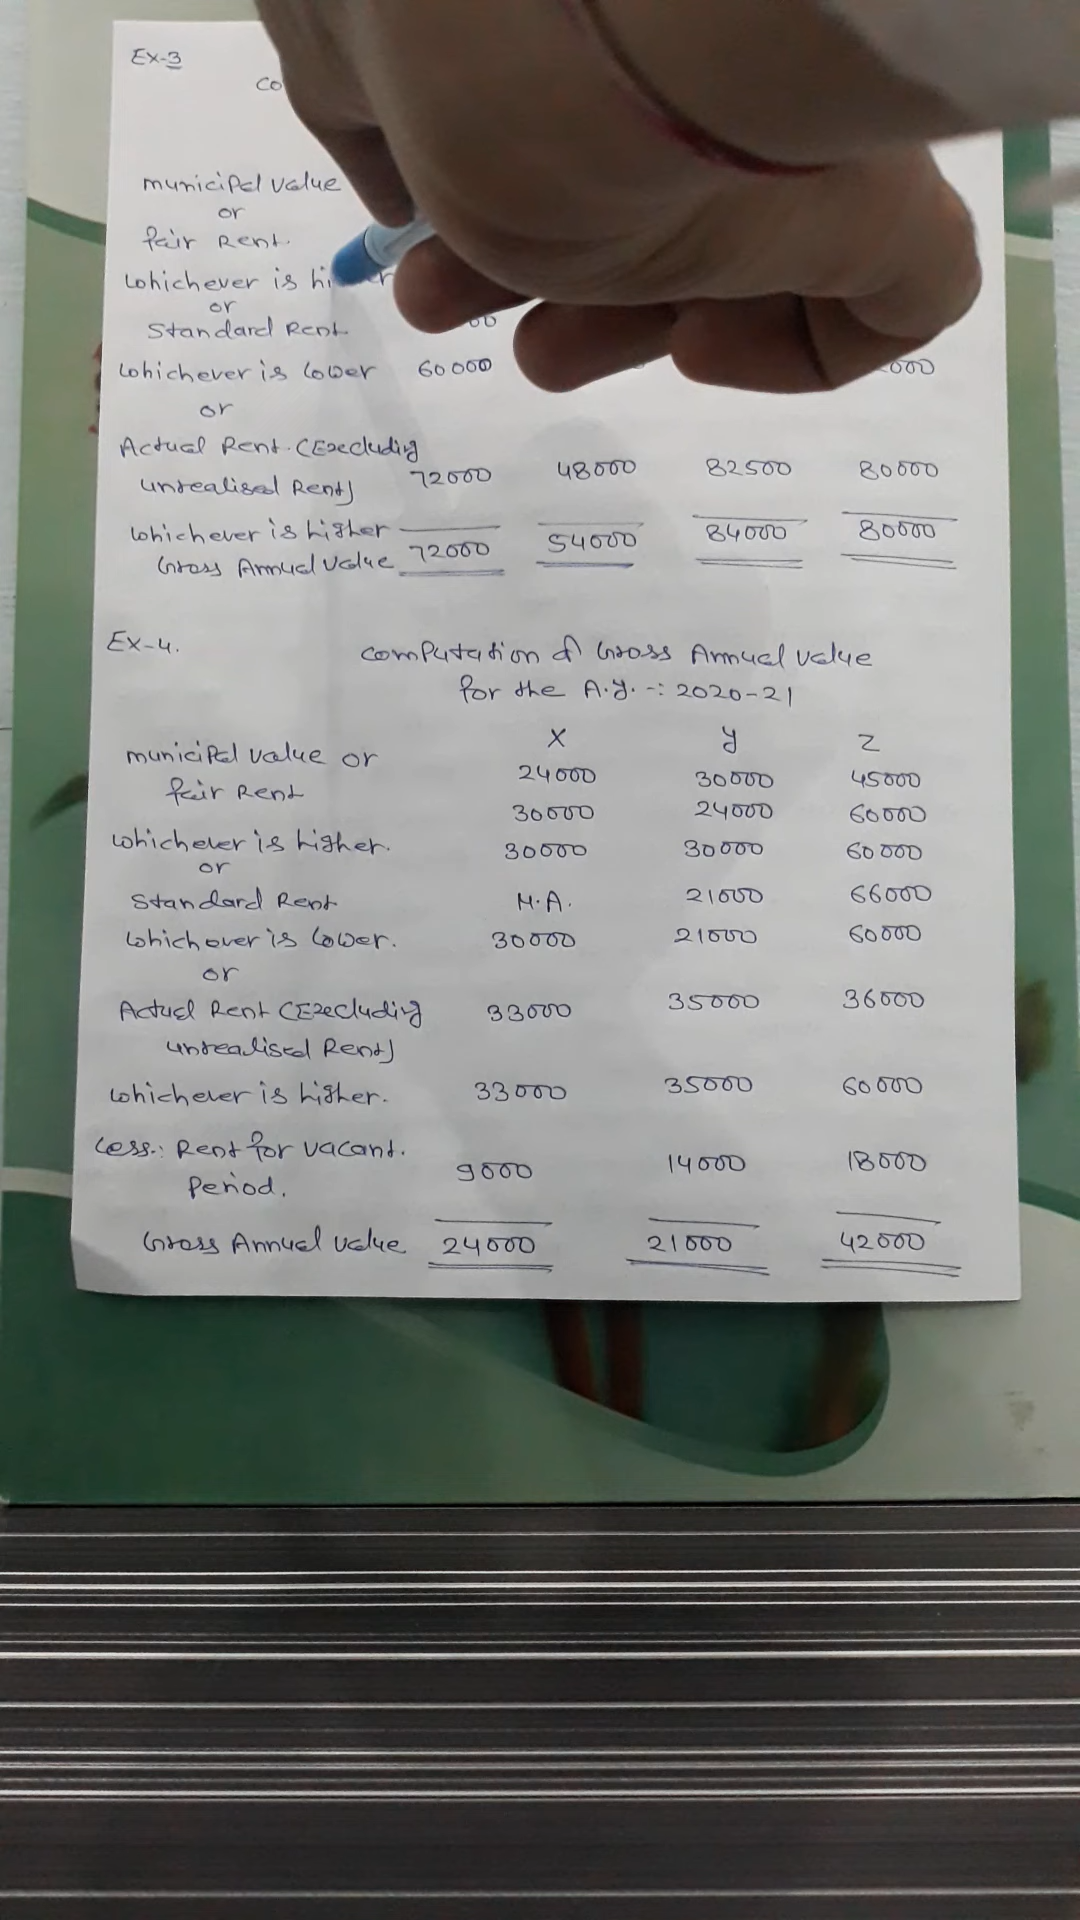 Ex-3
Co
municipal value
or
fair Rent.
whichever is hi er
or
Standard Rent
whichever is lower 60000 000
or
Actual Rent (Excluding
unrealised Rent) 72000 48000 82500 80000
whichever is higher
Gross Annual Value 72000 54000 84000 80000
Ex-4.
Computation of Gross Annual value
for the A.Y. -: 2020-21
X Y Z
municipal value or 24000 30000 45000
fair Rent 30000 24000 60000
whichever is higher. 30000 30000 60000
or
Standard Rent N.A. 21000 66000
whichever is lower. 30000 21000 60000
or
Actual Rent (Excluding 33000 35000 36000
unrealised Rent)
whichever is higher. 33000 35000 60000
Less.: Rent for vacant.
Period. 9000 14000 18000
Gross Annual value 24000 21000 42000